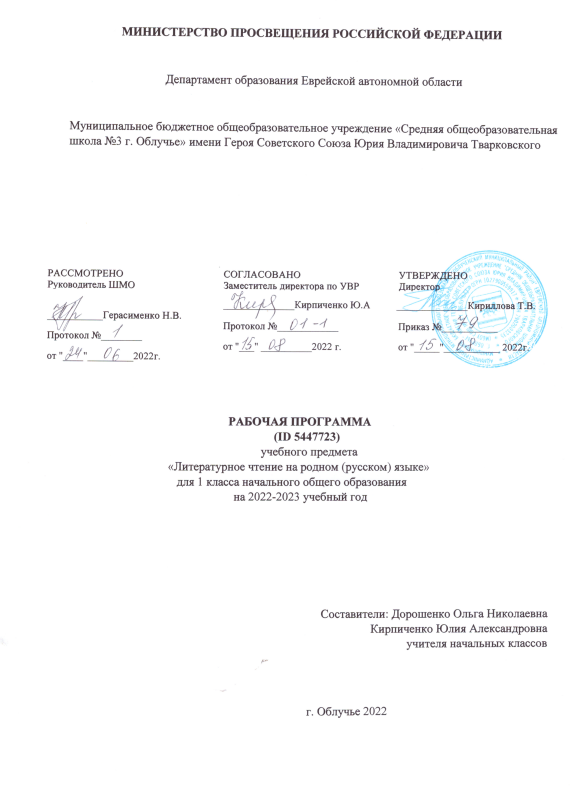 МИНИСТЕРСТВО ПРОСВЕЩЕНИЯ РОССИЙСКОЙ ФЕДЕРАЦИИ
Департамент образования Еврейской автономной области
Муниципальное бюджетное общеобразовательное учреждение «Средняя общеобразовательная
школа №3 г. Облучье» имени Героя Советского Союза Юрия Владимировича Тварковского
РАССМОТРЕНО
Руководитель ШМО
Герасименко Н.В.
Протокол № 1
от "24" 06 2022г.
СОГЛАСОВАНО
Заместитель директора по УВР
Кирпиченко Ю.А
Протокол № 01-1
от "15" 08 2022 г.
УТВЕРЖДЕНО
Директор
Кириллова Т.В.
Приказ № 79
от "15" 08 2022г.
РАБОЧАЯ ПРОГРАММА
(ID 5447723)
учебного предмета
«Литературное чтение на родном (русском) языке»
для 1 класса начального общего образования
на 2022-2023 учебный год
Составители: Дорошенко Ольга Николаевна
Кирпиченко Юлия Александровна
учителя начальных классов
г. Облучье 2022